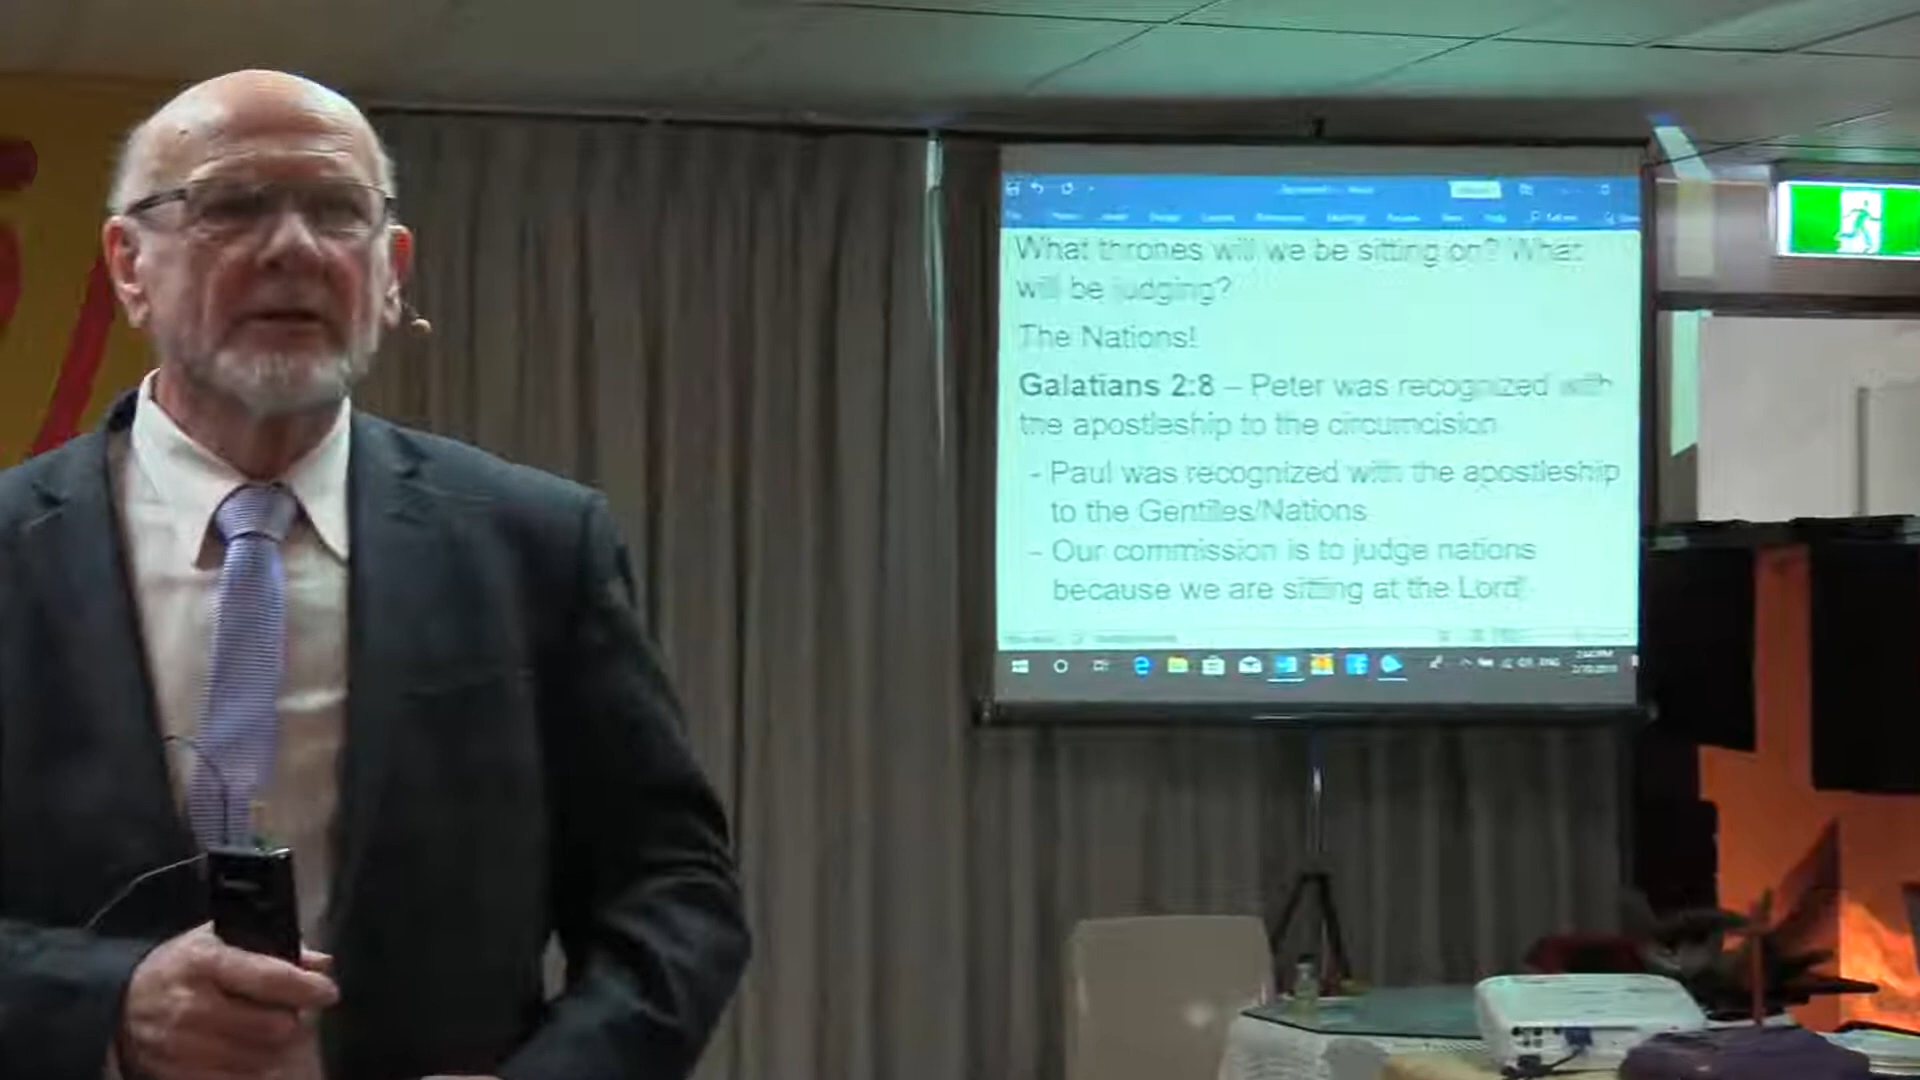 What thrones will we be sitting on? What
will be judging?
The Nations!
Galatians 2:8 – Peter was recognized with
the apostleship to the circumcision
- Paul was recognized with the apostleship
to the Gentiles/Nations
- Our commission is to judge nations
because we are sitting at the Lord'